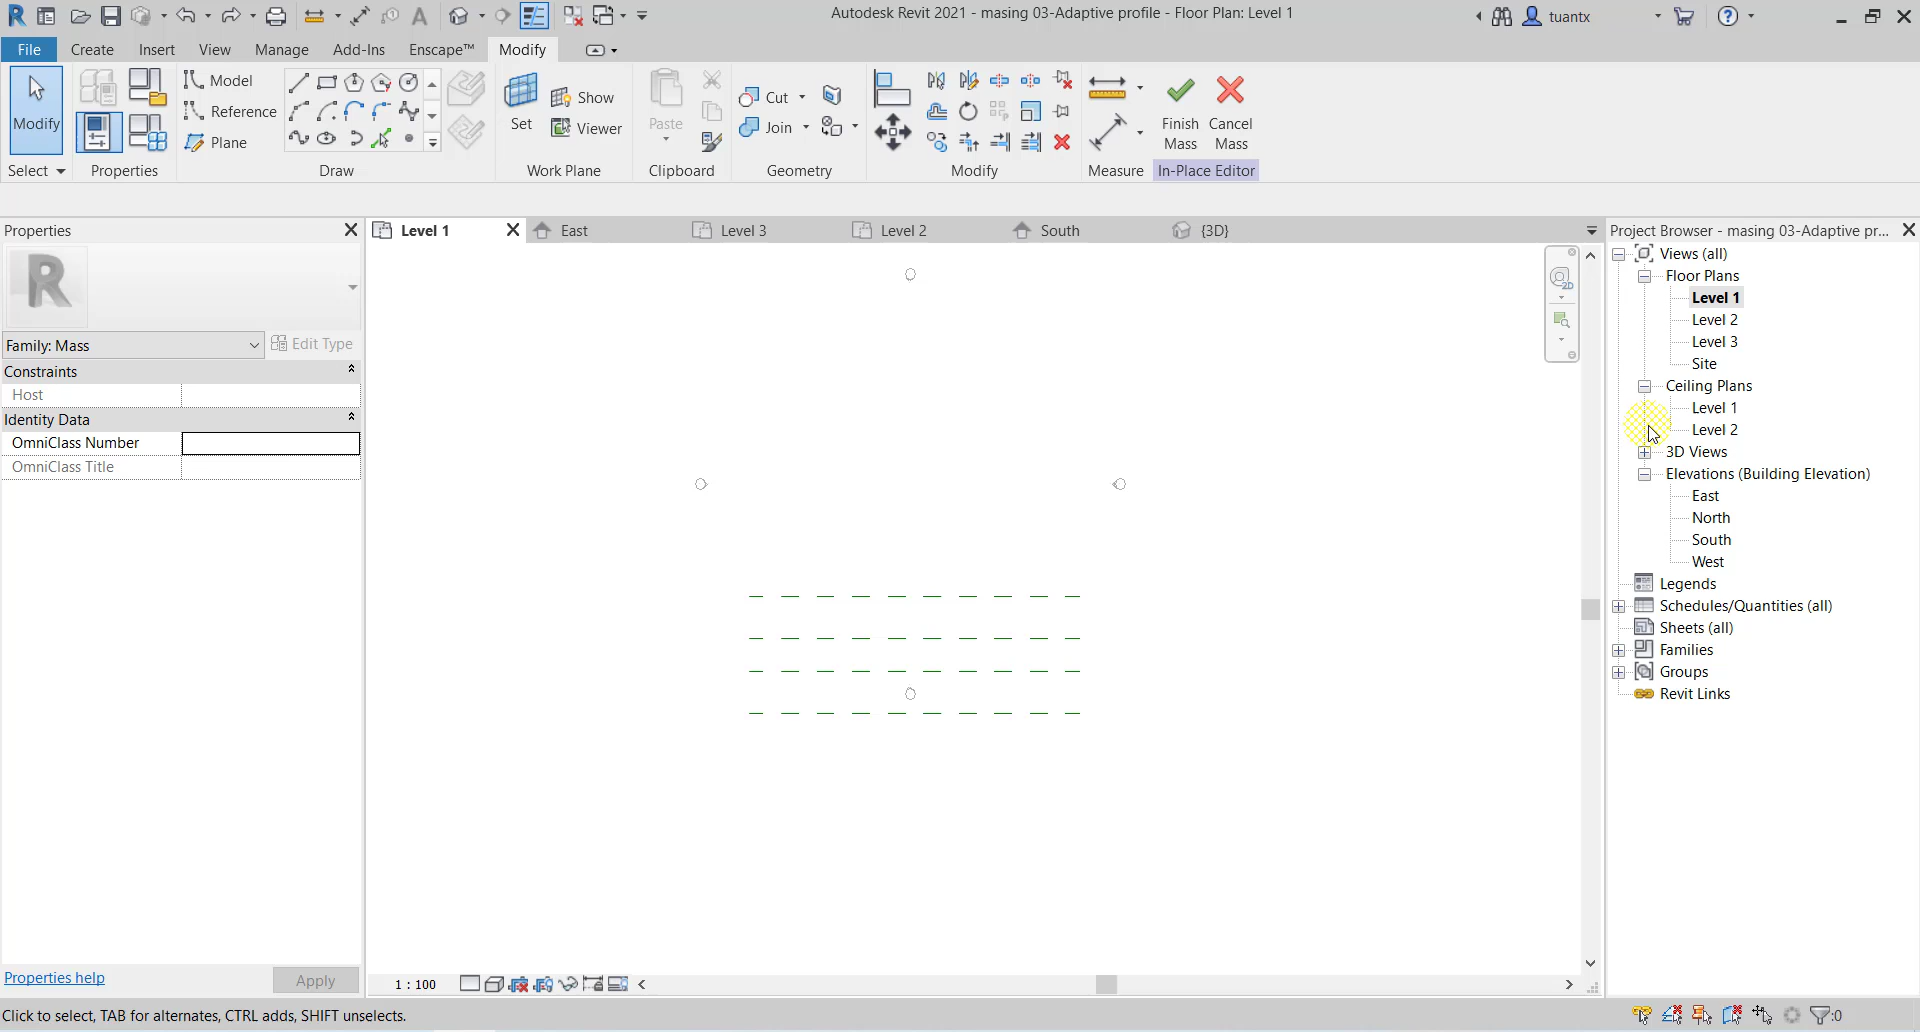 Autodesk Revit 2021 - masing 03-Adaptive profile - Floor Plan: Level 1
tuantx
File Create Insert View Manage Add-Ins Enscape™ Modify
Modify
Model
Reference
Plane
Set
Show
Viewer
Paste
Cut
Join
Finish Mass
Cancel Mass
Select Properties Draw Work Plane Clipboard Geometry Modify Measure In-Place Editor
Properties
Level 1 East Level 3 Level 2 South {3D}
Family: Mass
Edit Type
Constraints
Host
Identity Data
OmniClass Number
OmniClass Title
Properties help
Apply
2D
1 : 100
Project Browser - masing 03-Adaptive pr...
Views (all)
Floor Plans
Level 1
Level 2
Level 3
Site
Ceiling Plans
Level 1
Level 2
3D Views
Elevations (Building Elevation)
East
North
South
West
Legends
Schedules/Quantities (all)
Sheets (all)
Families
Groups
Revit Links
Click to select, TAB for alternates, CTRL adds, SHIFT unselects.
:0